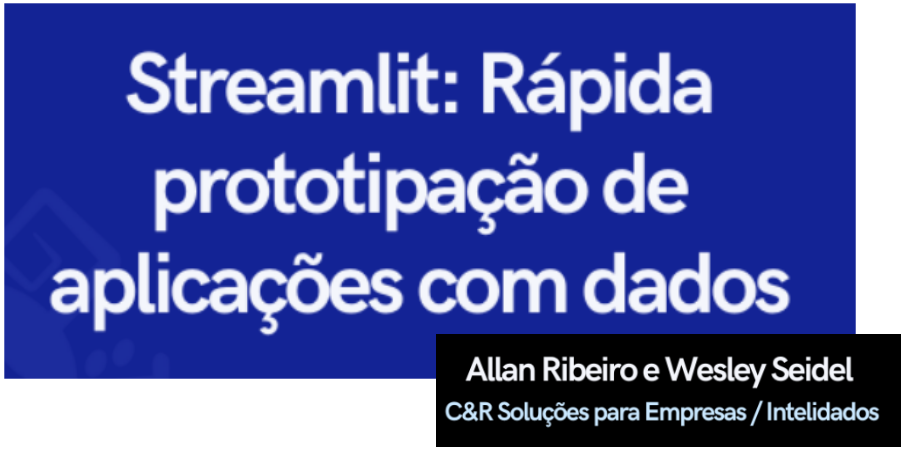 Streamlit: Rápida
prototipação de
aplicações com dados
Allan Ribeiro e Wesley Seidel
C&R Soluções para Empresas / Intelidados